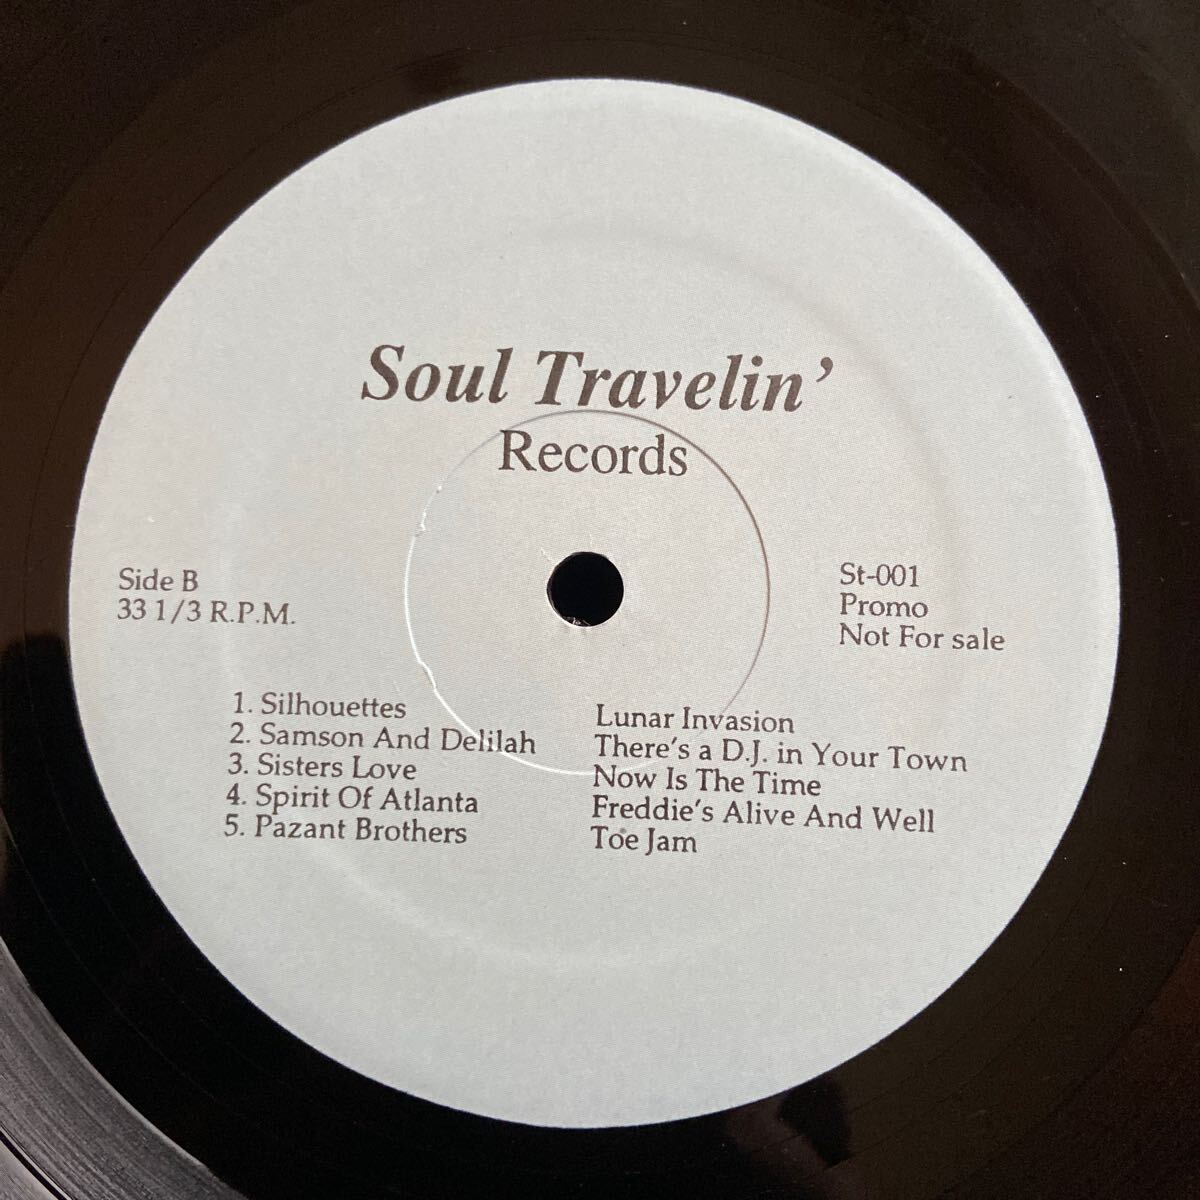 Soul Travelin'
Records
Side B
33 1/3 R.P.M.
St-001
Promo
Not For sale
1. Silhouettes Lunar Invasion
2. Samson And Delilah There's a D.J. in Your Town
3. Sisters Love Now Is The Time
4. Spirit Of Atlanta Freddie's Alive And Well
5. Pazant Brothers Toe Jam